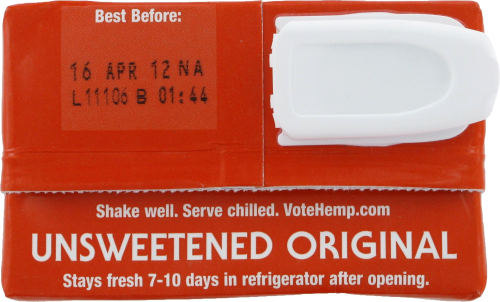 Best Before:
16 APR 12 NA
L11106 B 01:44
Shake well. Serve chilled. VoteHemp.com
UNSWEETENED ORIGINAL
Stays fresh 7-10 days in refrigerator after opening.